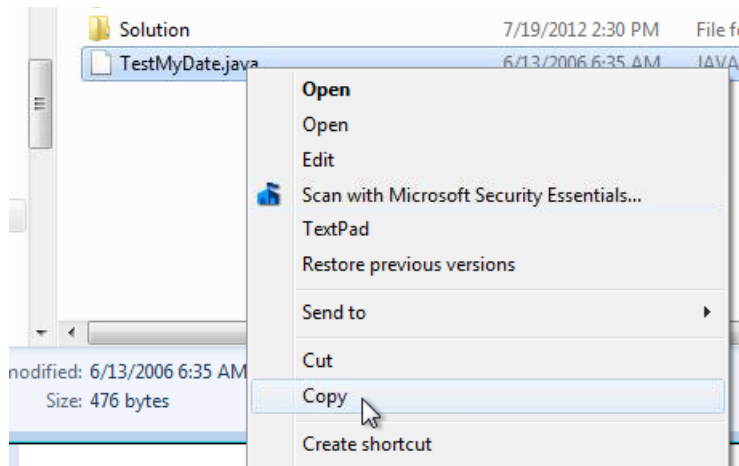 Solution 7/19/2012 2:30 PM File f
TestMyDate.java 6/13/2006 6:35 AM JAVA
Open
Open
Edit
Scan with Microsoft Security Essentials...
TextPad
Restore previous versions
Send to
Cut
modified: 6/13/2006 6:35 AM
Copy
Size: 476 bytes
Create shortcut